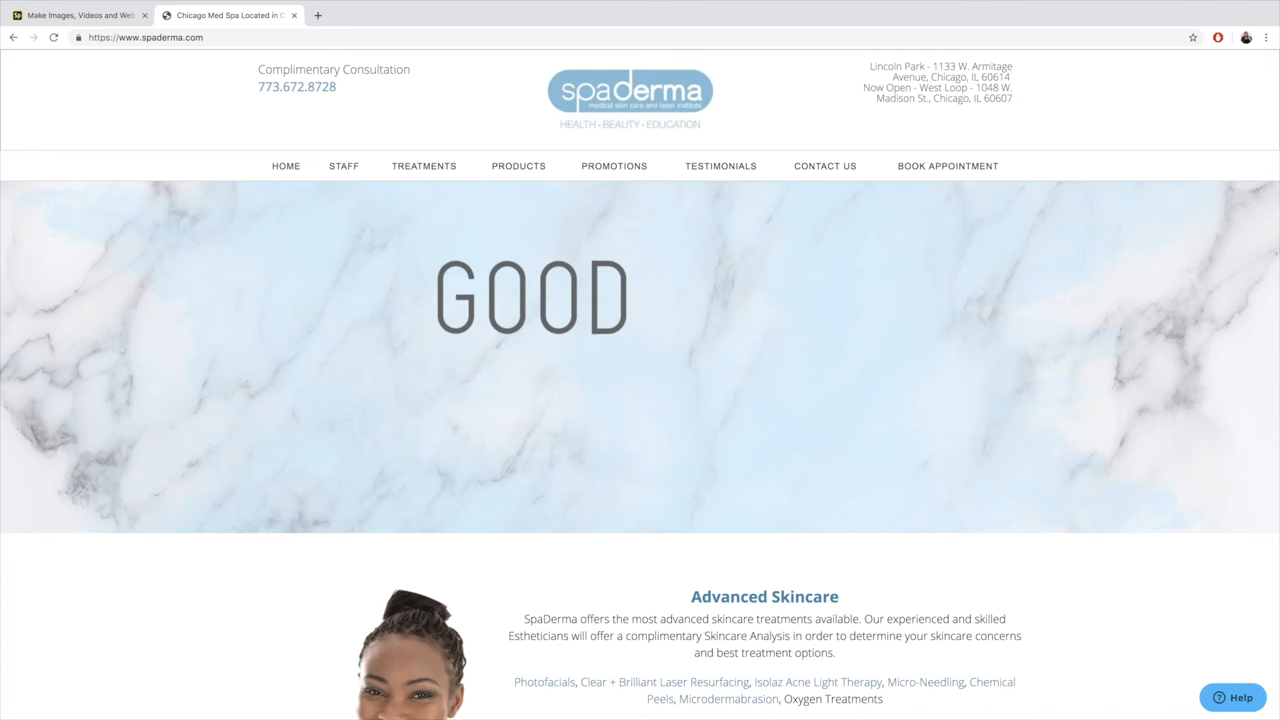 Make Images, Videos and Web
Chicago Med Spa Located in C
https://www.spaderma.com
Complimentary Consultation
773.672.8728
spaderma
medical skin care and laser institute
HEALTH - BEAUTY - EDUCATION
Lincoln Park - 1133 W. Armitage
Avenue, Chicago, IL 60614
Now Open - West Loop - 1048 W.
Madison St., Chicago, IL 60607
HOME STAFF TREATMENTS PRODUCTS PROMOTIONS TESTIMONIALS CONTACT US BOOK APPOINTMENT
GOOD
Advanced Skincare
SpaDerma offers the most advanced skincare treatments available. Our experienced and skilled
Estheticians will offer a complimentary Skincare Analysis in order to determine your skincare concerns
and best treatment options.
Photofacials, Clear + Brilliant Laser Resurfacing, Isolaz Acne Light Therapy, Micro-Needling, Chemical
Peels, Microdermabrasion, Oxygen Treatments
Help